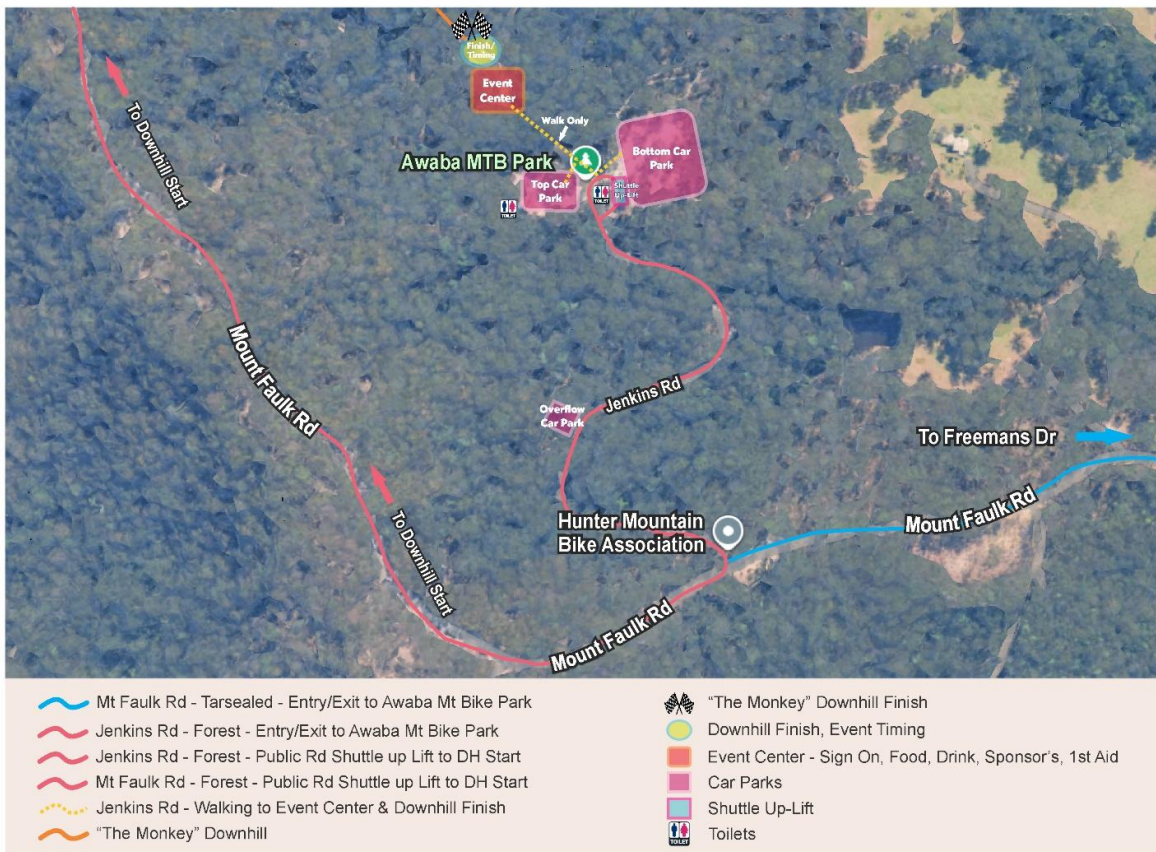 Finish/
Timing
Event
Center
To Downhill Start
Walk Only
Awaba MTB Park
Bottom Car
Park
Top Car
Park
Shuttle
Up-Lift
TOILET
TOILET
Mount Faulk Rd
Jenkins Rd
Overflow
Car Park
To Freemans Dr
Mount Faulk Rd
Hunter Mountain
Bike Association
To Downhill Start
Mount Faulk Rd
Mt Faulk Rd - Tarsealed - Entry/Exit to Awaba Mt Bike Park
Jenkins Rd - Forest - Entry/Exit to Awaba Mt Bike Park
Jenkins Rd - Forest - Public Rd Shuttle up Lift to DH Start
Mt Faulk Rd - Forest - Public Rd Shuttle up Lift to DH Start
Jenkins Rd - Walking to Event Center & Downhill Finish
"The Monkey" Downhill
"The Monkey" Downhill Finish
Downhill Finish, Event Timing
Event Center - Sign On, Food, Drink, Sponsor's, 1st Aid
Car Parks
Shuttle Up-Lift
TOILET
Toilets